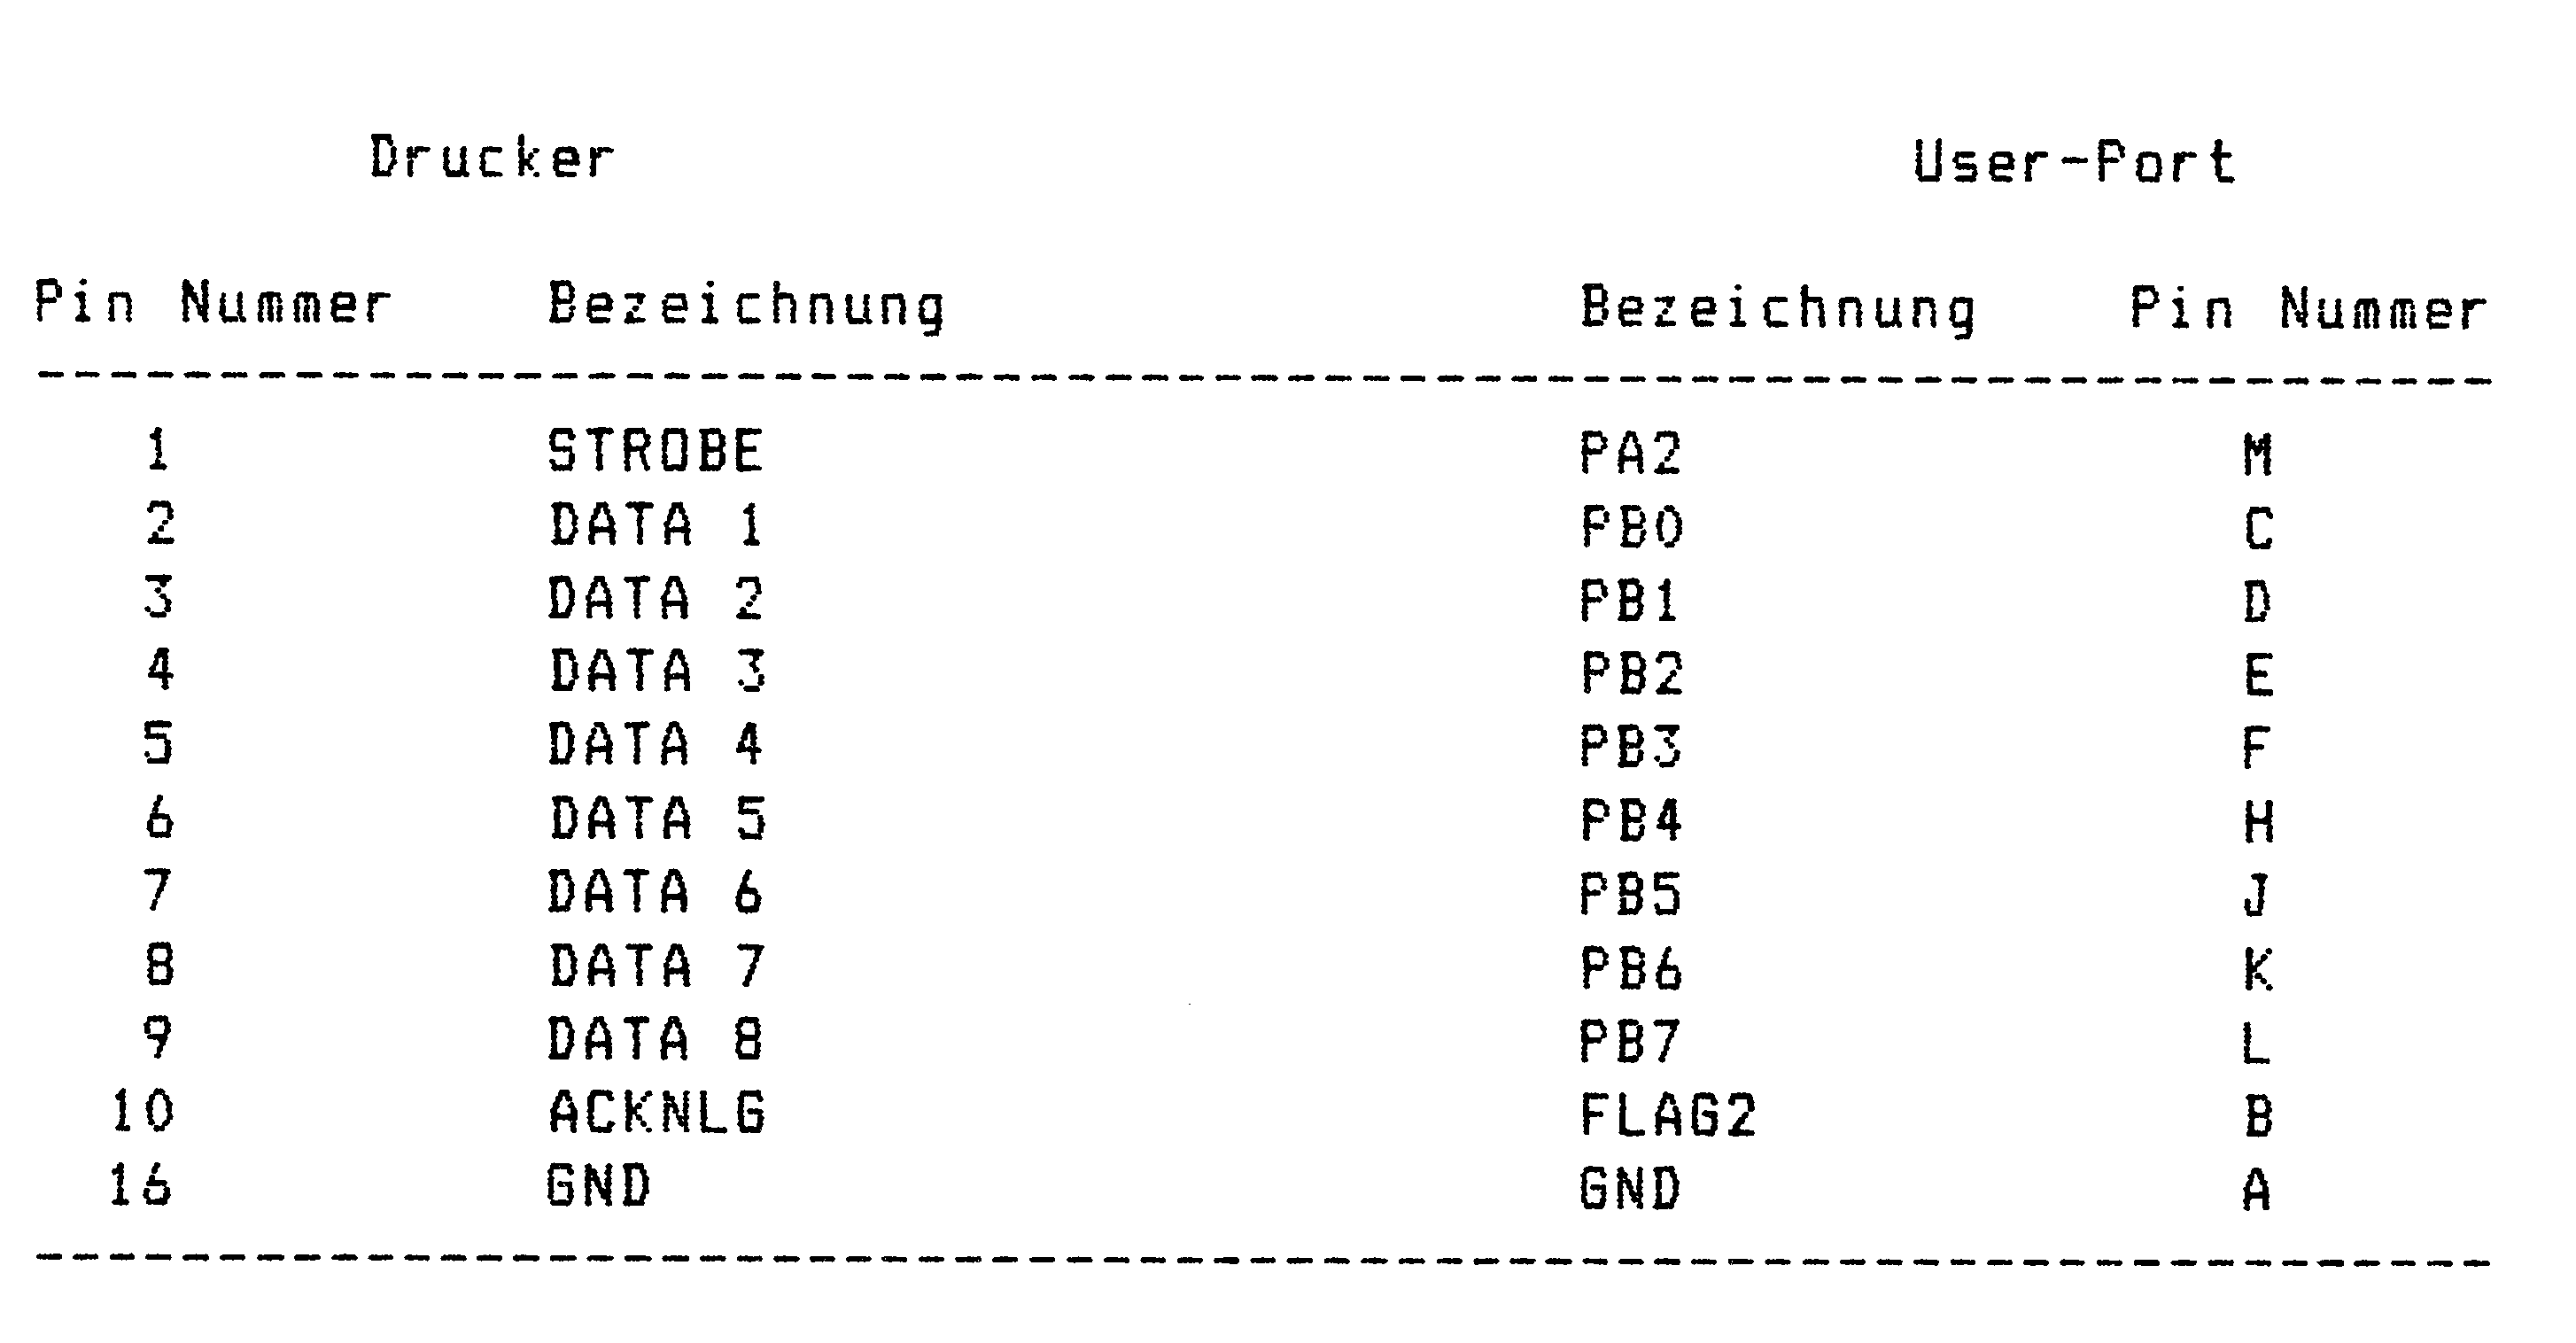 Drucker User-Port
Pin Nummer Bezeichnung Bezeichnung Pin Nummer
1 STROBE PA2 M
2 DATA 1 PB0 C
3 DATA 2 PB1 D
4 DATA 3 PB2 E
5 DATA 4 PB3 F
6 DATA 5 PB4 H
7 DATA 6 PB5 J
8 DATA 7 PB6 K
9 DATA 8 PB7 L
10 ACKNLG FLAG2 B
16 GND GND A